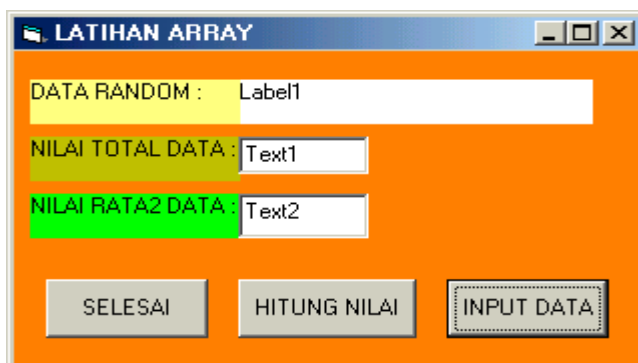 LATIHAN ARRAY
DATA RANDOM : Label1
NILAI TOTAL DATA : Text1
NILAI RATA2 DATA : Text2
SELESAI HITUNG NILAI INPUT DATA